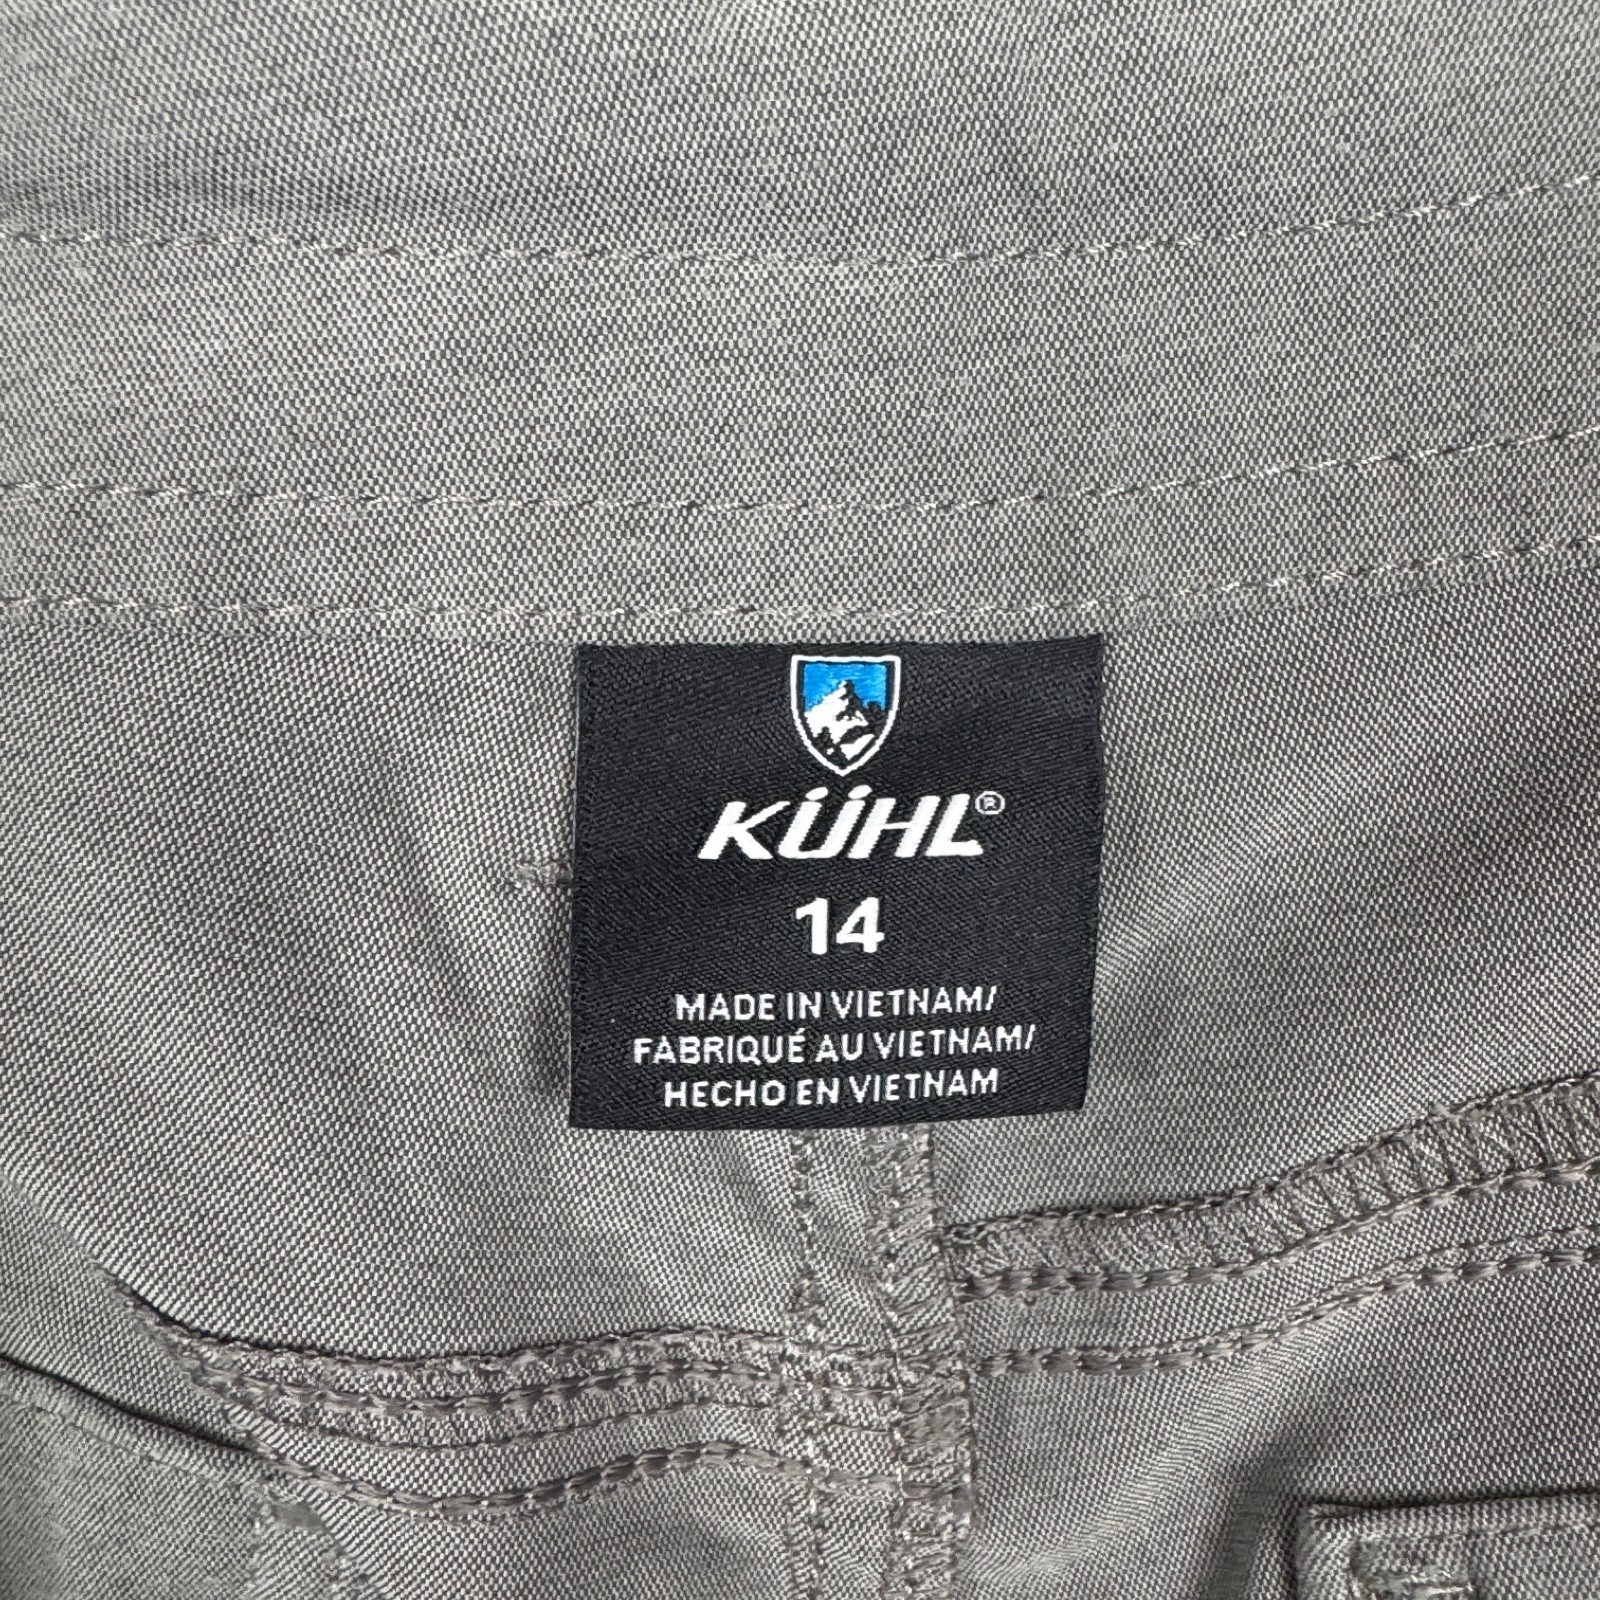 KÜHL®
14
MADE IN VIETNAM/
FABRIQUÉ AU VIETNAM/
HECHO EN VIETNAM